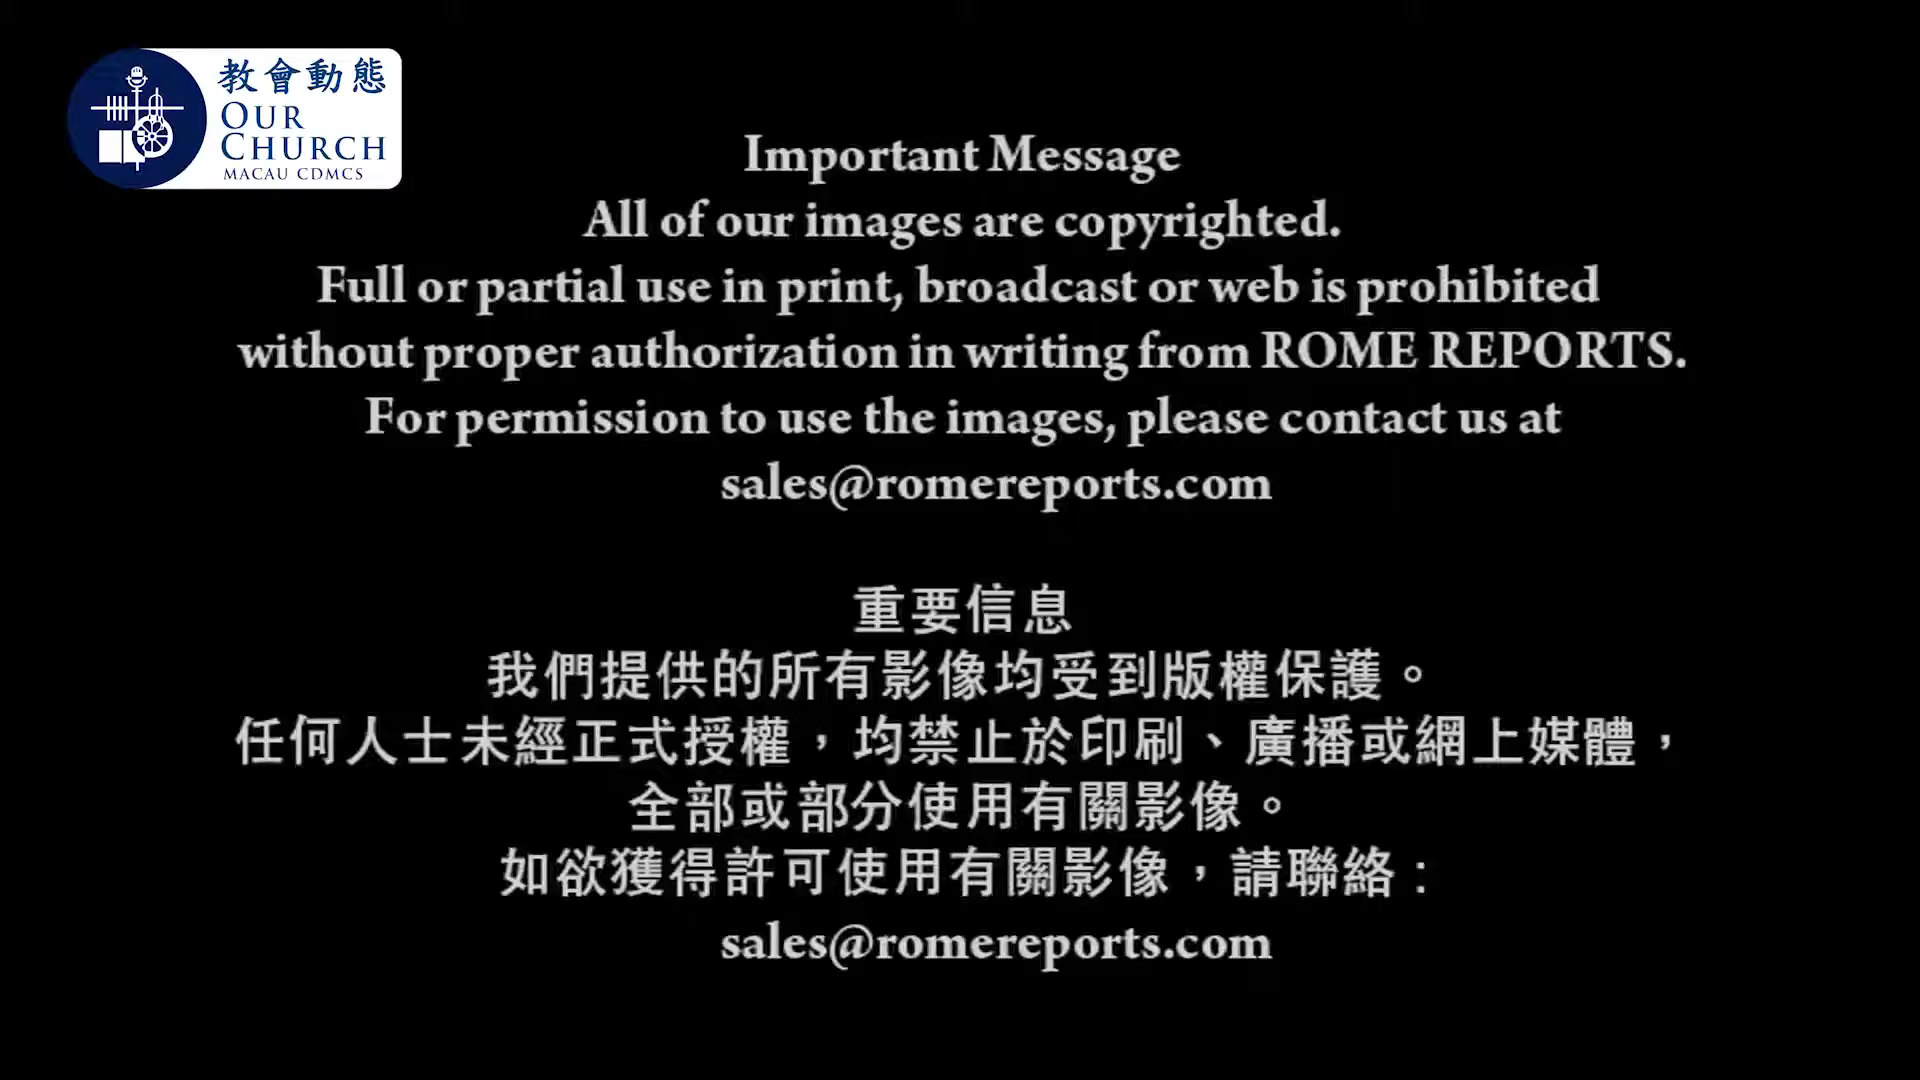 教會動態
OUR
CHURCH
MACAU CDMCS
Important Message
All of our images are copyrighted.
Full or partial use in print, broadcast or web is prohibited
without proper authorization in writing from ROME REPORTS.
For permission to use the images, please contact us at
sales@romereports.com
重要信息
我們提供的所有影像均受到版權保護。
任何人士未經正式授權，均禁止於印刷、廣播或網上媒體，
全部或部分使用有關影像。
如欲獲得許可使用有關影像，請聯絡：
sales@romereports.com